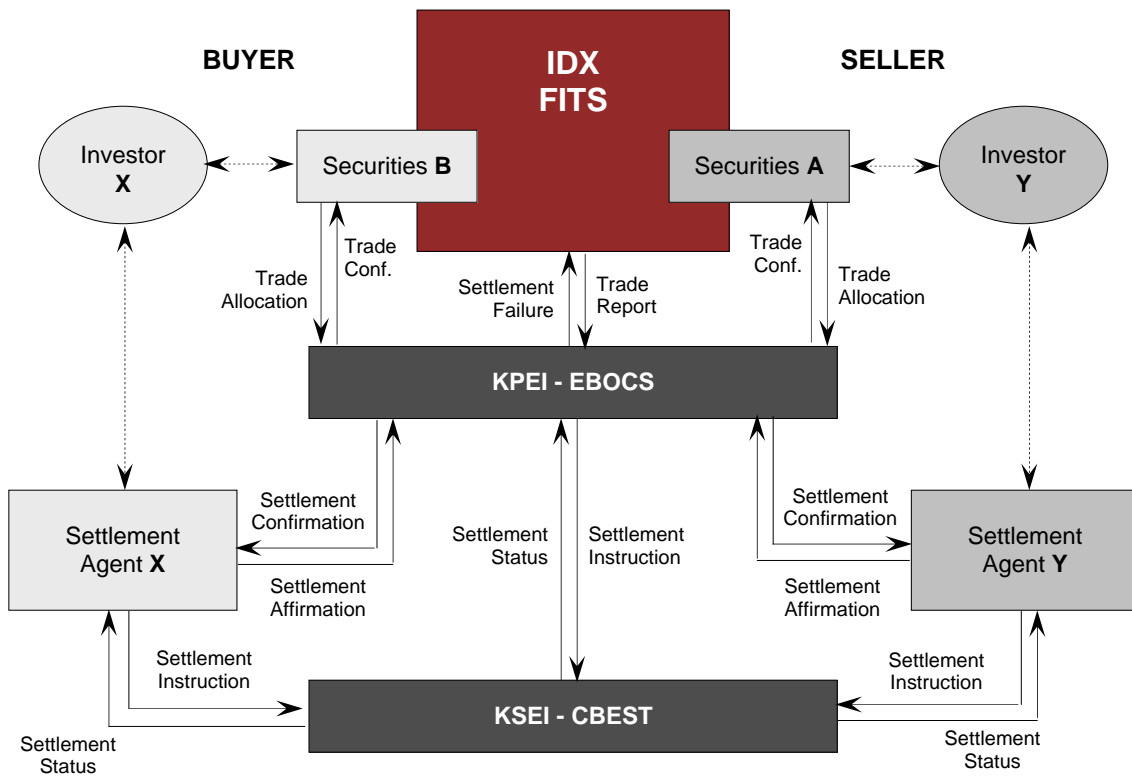 BUYER
IDX
FITS
SELLER
Investor
X
Securities B
Securities A
Investor
Y
Trade
Conf.
Trade
Allocation
Settlement
Failure
Trade
Report
Trade
Conf.
Trade
Allocation
KPEI - EBOCS
Settlement
Agent X
Settlement
Confirmation
Settlement
Affirmation
Settlement
Status
Settlement
Instruction
Settlement
Confirmation
Settlement
Affirmation
Settlement
Agent Y
Settlement
Instruction
Settlement
Status
KSEI - CBEST
Settlement
Instruction
Settlement
Status